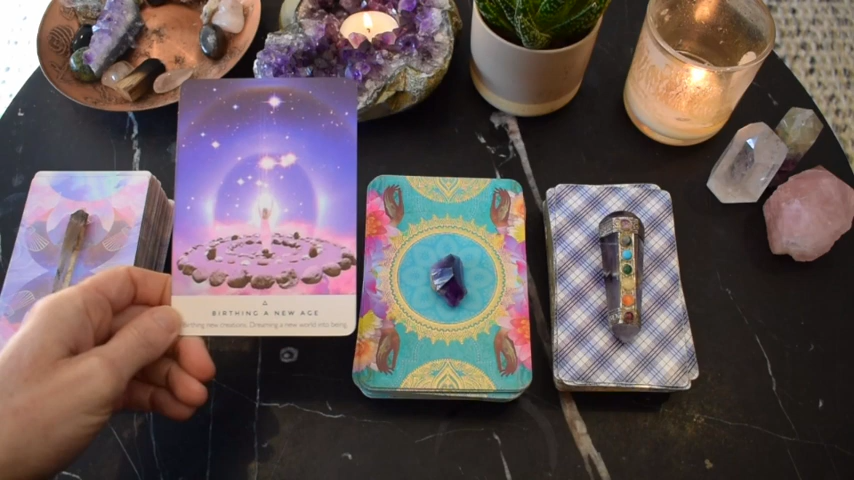 BIRTHING A NEW AGE
Birthing new creations. Dreaming a new world into being.